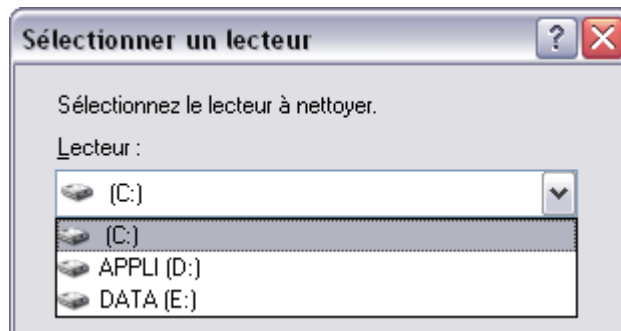 Sélectionner un lecteur
Sélectionnez le lecteur à nettoyer.
Lecteur :
(C:)
(C:)
APPLI (D:)
DATA (E:)